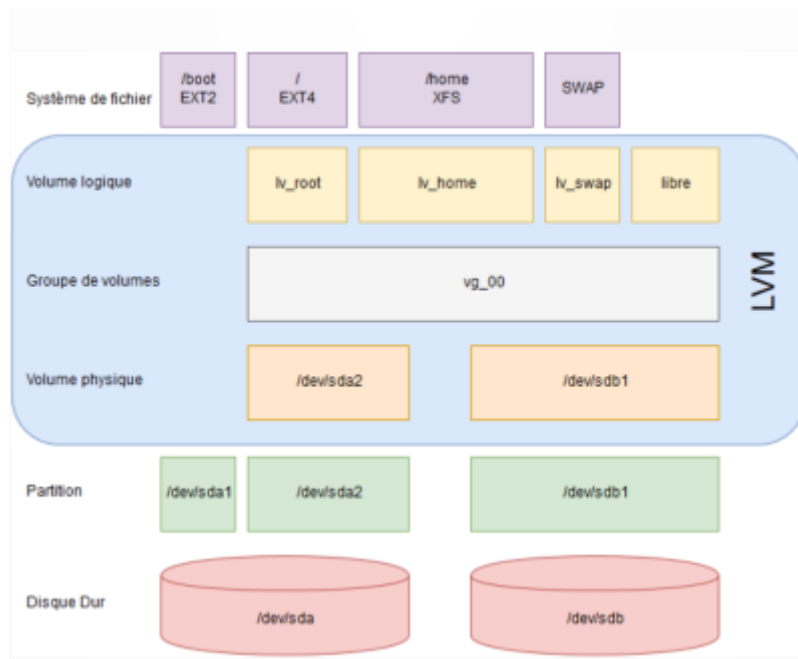 /boot
EXT2
/
EXT4
/home
XFS
SWAP
Système de fichier
Volume logique
lv_root
lv_home
lv_swap
libre
LVM
Groupe de volumes
vg_00
Volume physique
/dev/sda2
/dev/sdb1
Partition
/dev/sda1
/dev/sda2
/dev/sdb1
Disque Dur
/dev/sda
/dev/sdb